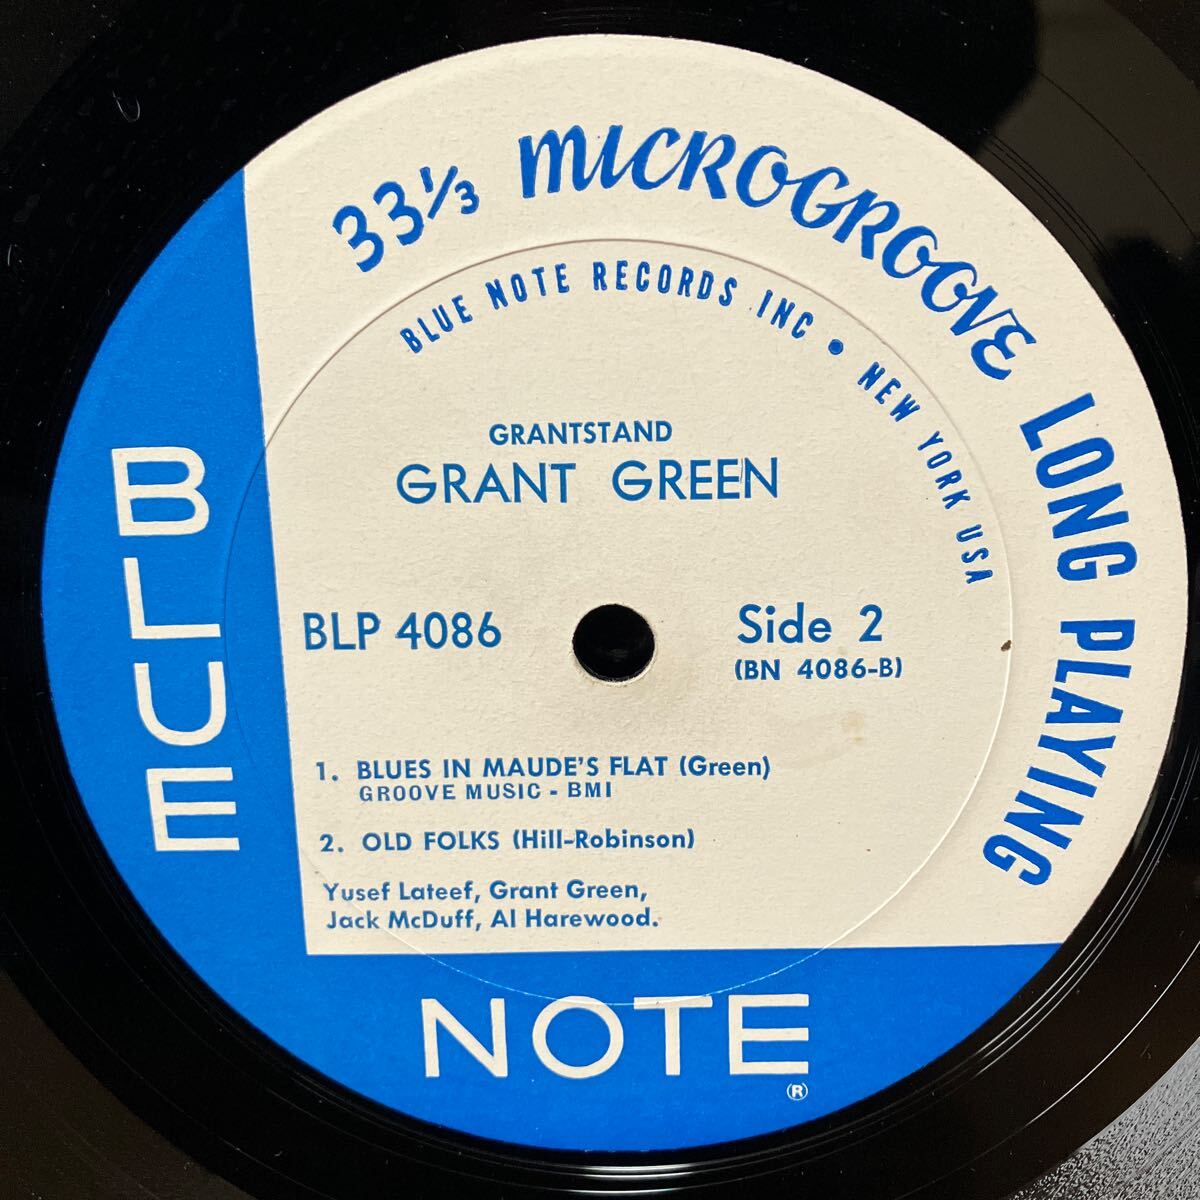 33⅓ MICROGROOVE LONG PLAYING
BLUE NOTE RECORDS INC • NEW YORK USA
GRANTSTAND
GRANT GREEN
BLP 4086
Side 2
(BN 4086-B)
1. BLUES IN MAUDE'S FLAT (Green)
GROOVE MUSIC - BMI
2. OLD FOLKS (Hill-Robinson)
Yusef Lateef, Grant Green,
Jack McDuff, Al Harewood.
BLUE
NOTE
®